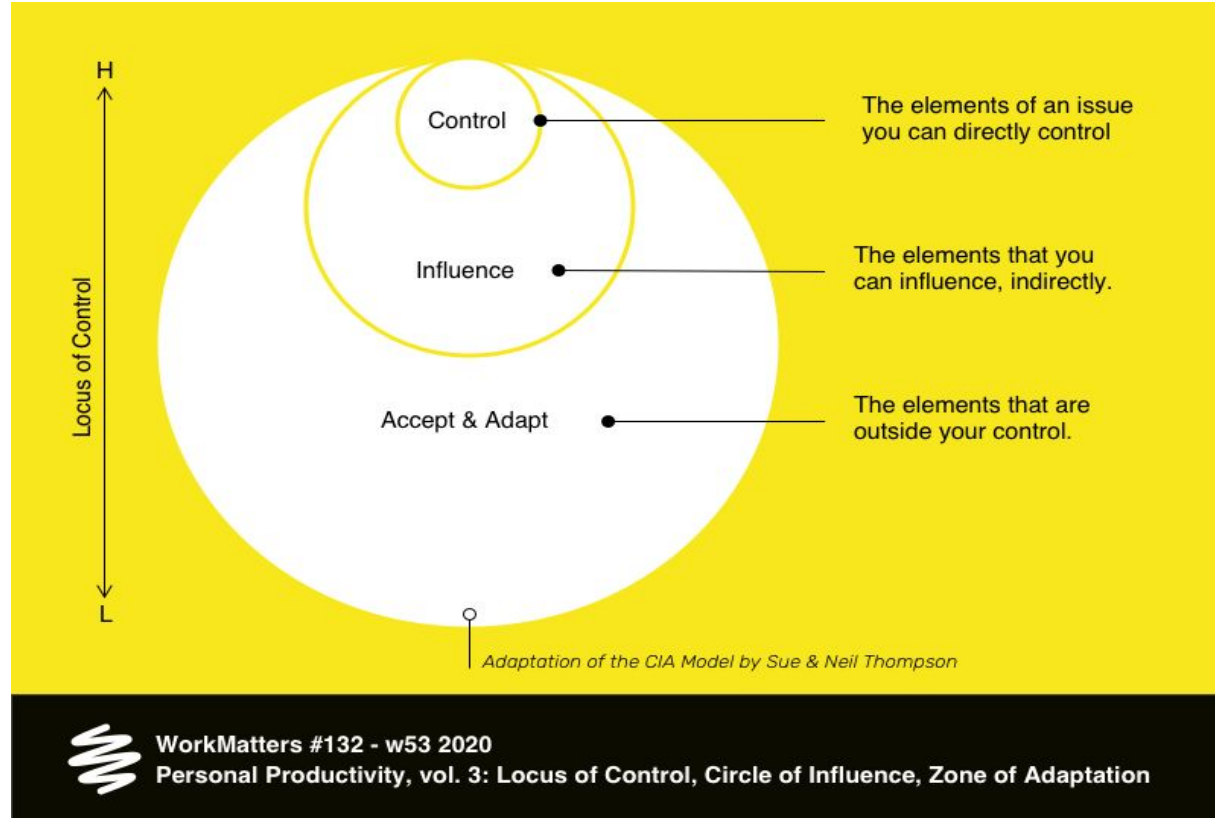 H
Control
The elements of an issue
you can directly control
Influence
The elements that you
can influence, indirectly.
Locus of Control
Accept & Adapt
The elements that are
outside your control.
L
Adaptation of the CIA Model by Sue & Neil Thompson
WorkMatters #132 - w53 2020
Personal Productivity, vol. 3: Locus of Control, Circle of Influence, Zone of Adaptation